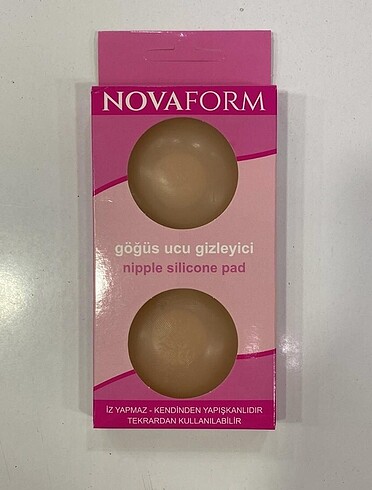 NOVAFORM
göğüs ucu gizleyici
nipple silicone pad
İZ YAPMAZ - KENDİNDEN YAPIŞKANLIDIR
TEKRARDAN KULLANILABİLİR